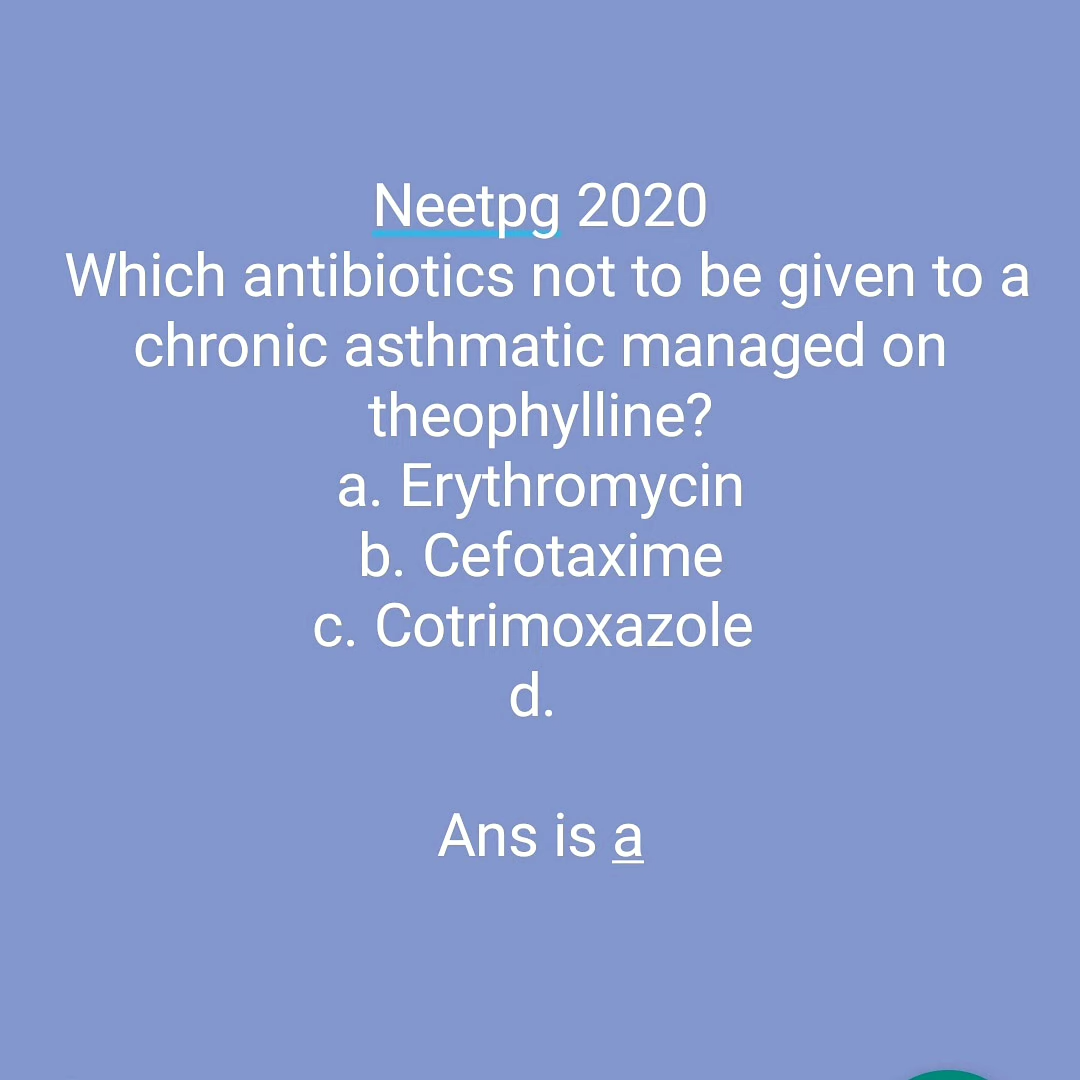 Neetpg 2020
Which antibiotics not to be given to a
chronic asthmatic managed on
theophylline?
a. Erythromycin
b. Cefotaxime
c. Cotrimoxazole
d.
Ans is a